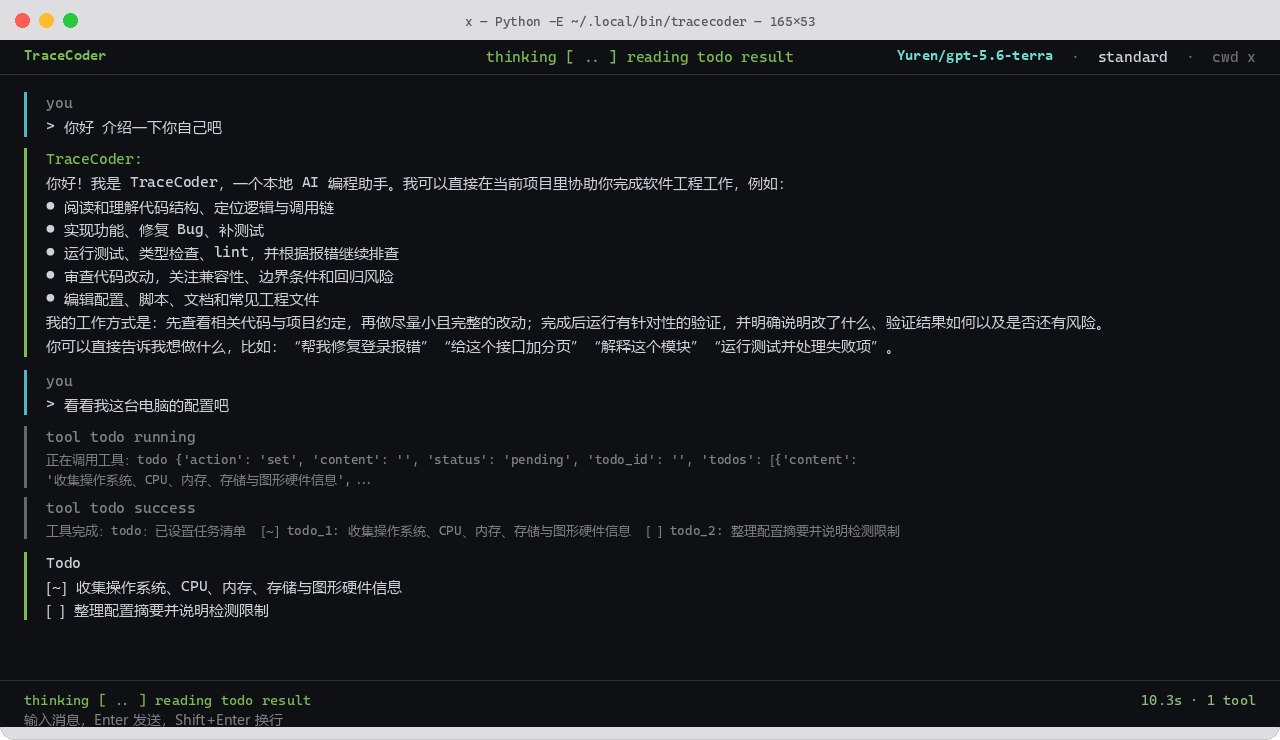 x — Python -E ~/.local/bin/tracecoder — 165×53
TraceCoder thinking [ .. ] reading todo result Yuren/gpt-5.6-terra · standard · cwd x
you
> 你好 介绍一下你自己吧
TraceCoder:
你好！我是 TraceCoder，一个本地 AI 编程助手。我可以直接在当前项目里协助你完成软件工程工作，例如：
● 阅读和理解代码结构、定位逻辑与调用链
● 实现功能、修复 Bug、补测试
● 运行测试、类型检查、lint，并根据报错继续排查
● 审查代码改动，关注兼容性、边界条件和回归风险
● 编辑配置、脚本、文档和常见工程文件
我的工作方式是：先查看相关代码与项目约定，再做尽量小且完整的改动；完成后运行有针对性的验证，并明确说明改了什么、验证结果如何以及是否还有风险。
你可以直接告诉我想做什么，比如：“帮我修复登录报错”“给这个接口加分页”“解释这个模块”“运行测试并处理失败项”。
you
> 看看我这台电脑的配置吧
tool todo running
正在调用工具：todo {'action': 'set', 'content': '', 'status': 'pending', 'todo_id': '', 'todos': [{'content':
'收集操作系统、CPU、内存、存储与图形硬件信息', ...
tool todo success
工具完成：todo：已设置任务清单 [~] todo_1: 收集操作系统、CPU、内存、存储与图形硬件信息 [ ] todo_2: 整理配置摘要并说明检测限制
Todo
[~] 收集操作系统、CPU、内存、存储与图形硬件信息
[ ] 整理配置摘要并说明检测限制
thinking [ .. ] reading todo result 10.3s · 1 tool
输入消息，Enter 发送，Shift+Enter 换行